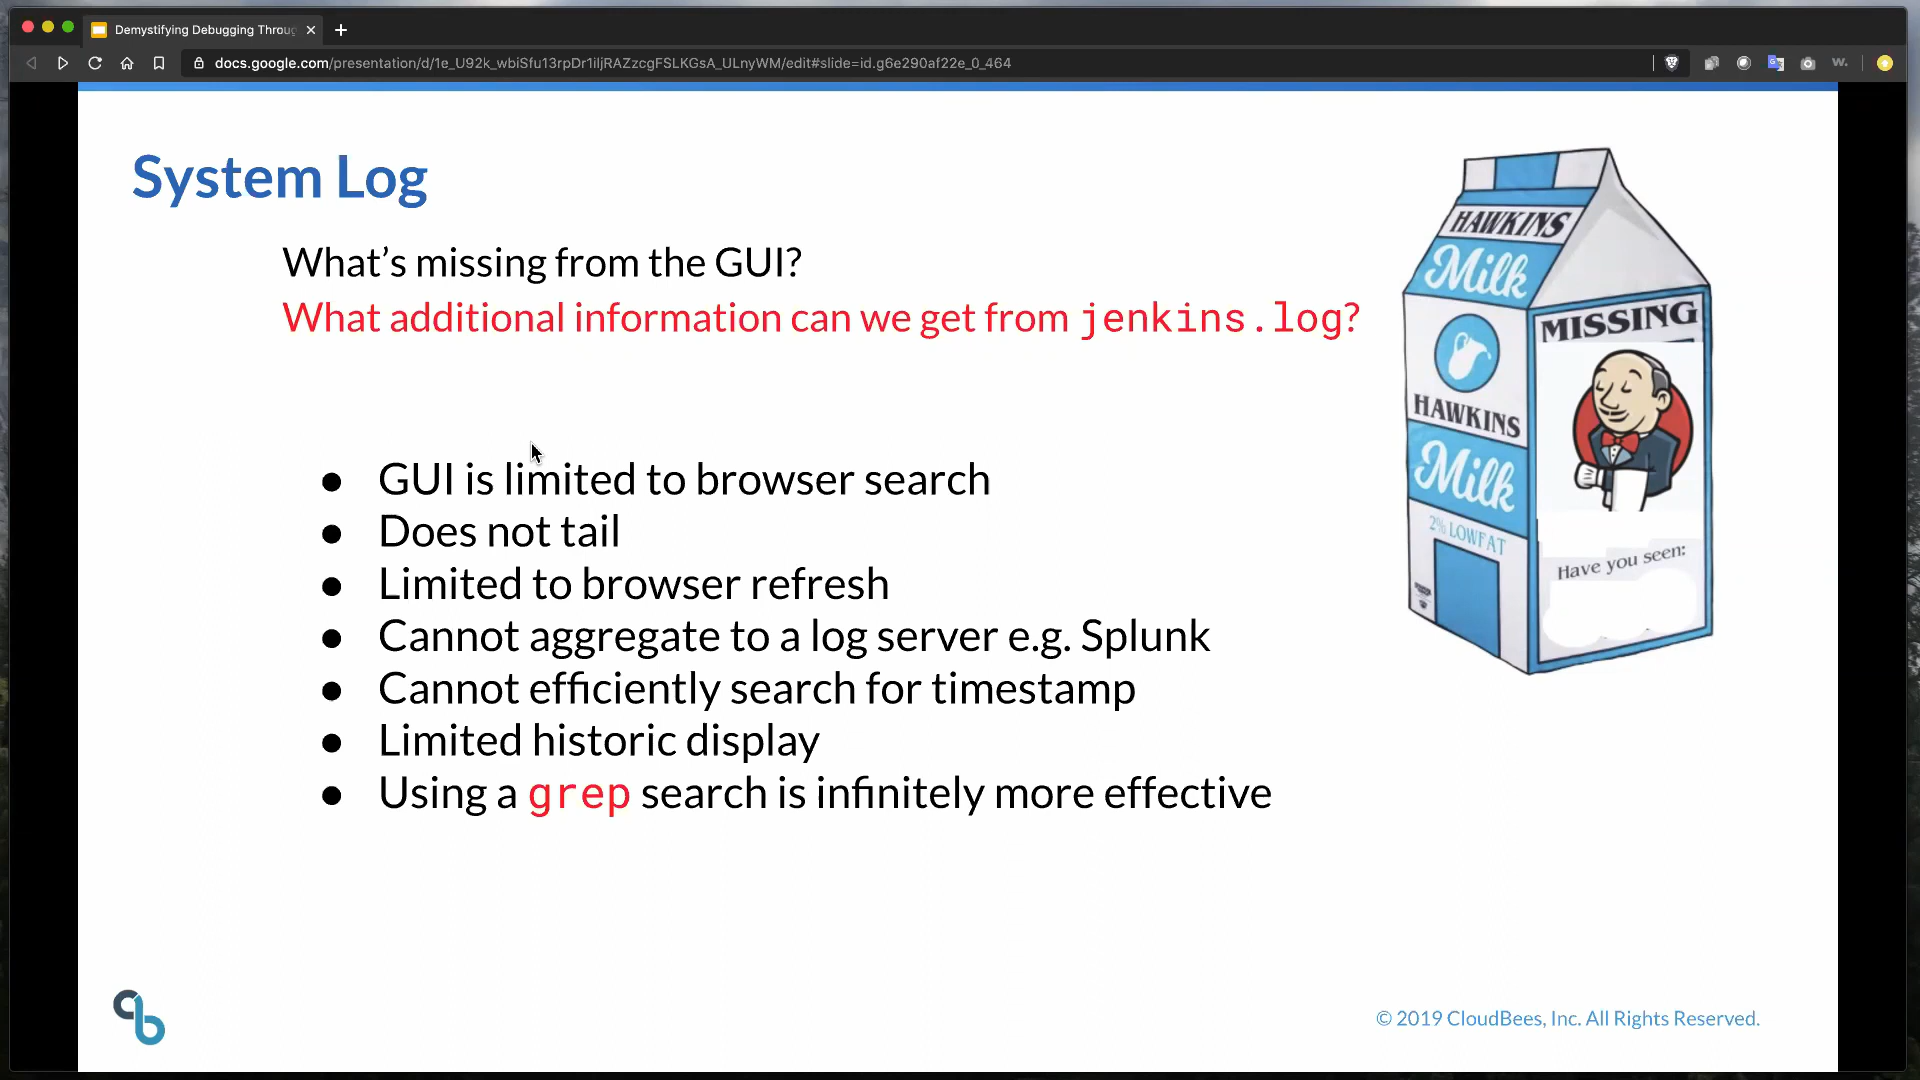 Demystifying Debugging Throu
docs.google.com/presentation/d/1e_U92k_wbiSfu13rpDr1iljRAZzcgFSLKGsA_ULnyWM/edit#slide=id.g6e290af22e_0_464
System Log
What's missing from the GUI?
What additional information can we get from jenkins.log?
● GUI is limited to browser search
● Does not tail
● Limited to browser refresh
● Cannot aggregate to a log server e.g. Splunk
● Cannot efficiently search for timestamp
● Limited historic display
● Using a grep search is infinitely more effective
HAWKINS
Milk
HAWKINS
Milk
2% LOWFAT
MISSING
Have you seen:
© 2019 CloudBees, Inc. All Rights Reserved.